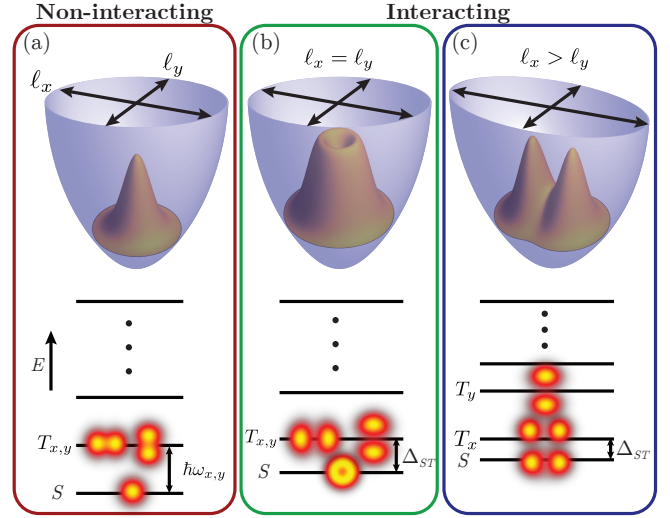 Non-interacting
Interacting
(a)
ℓx
ℓy
(b)
ℓx = ℓy
(c)
ℓx > ℓy
E
Tx,y
ħωx,y
S
Tx,y
ΔST
S
Ty
Tx
ΔST
S